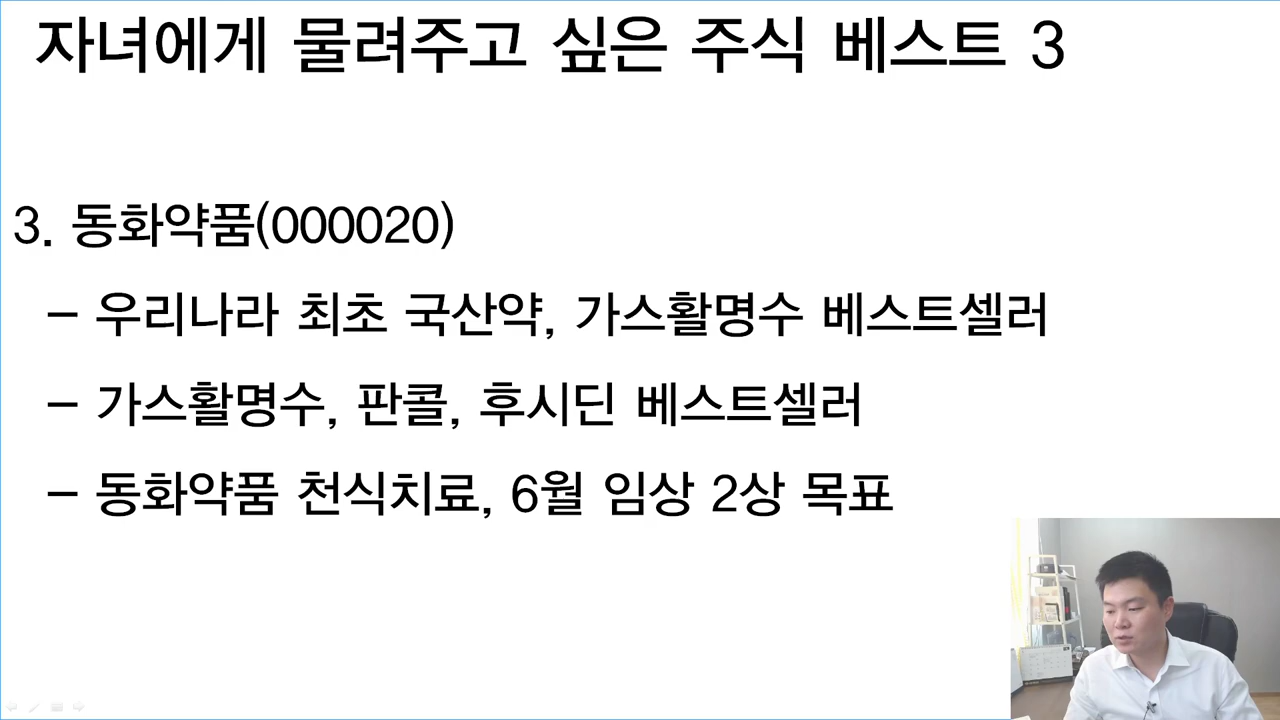 자녀에게 물려주고 싶은 주식 베스트 3
3. 동화약품(000020)
– 우리나라 최초 국산약, 가스활명수 베스트셀러
– 가스활명수, 판콜, 후시딘 베스트셀러
– 동화약품 천식치료, 6월 임상 2상 목표